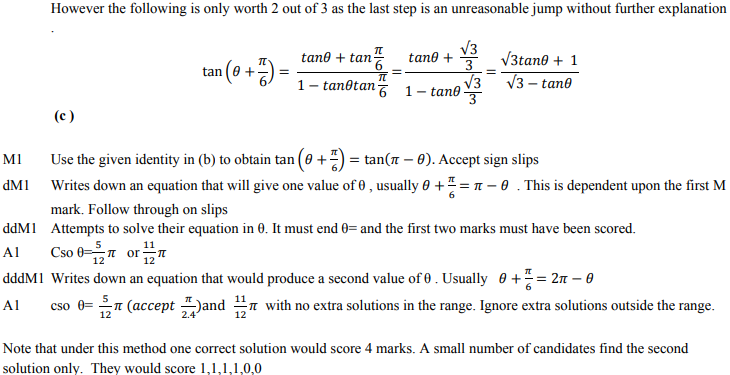 However the following is only worth 2 out of 3 as the last step is an unreasonable jump without further explanation
.
tan(θ + π/6) = (tanθ + tan π/6)/(1 − tanθtan π/6) = (tanθ + √3/3)/(1 − tanθ √3/3) = (√3tanθ + 1)/(√3 − tanθ)
(c )
M1 Use the given identity in (b) to obtain tan(θ + π/6) = tan(π − θ). Accept sign slips
dM1 Writes down an equation that will give one value of θ , usually θ + π/6 = π − θ . This is dependent upon the first M
mark. Follow through on slips
ddM1 Attempts to solve their equation in θ. It must end θ= and the first two marks must have been scored.
A1 Cso θ= 5/12 π or 11/12 π
dddM1 Writes down an equation that would produce a second value of θ . Usually θ + π/6 = 2π − θ
A1 cso θ= 5/12 π (accept π/2.4)and 11/12 π with no extra solutions in the range. Ignore extra solutions outside the range.
Note that under this method one correct solution would score 4 marks. A small number of candidates find the second
solution only. They would score 1,1,1,1,0,0